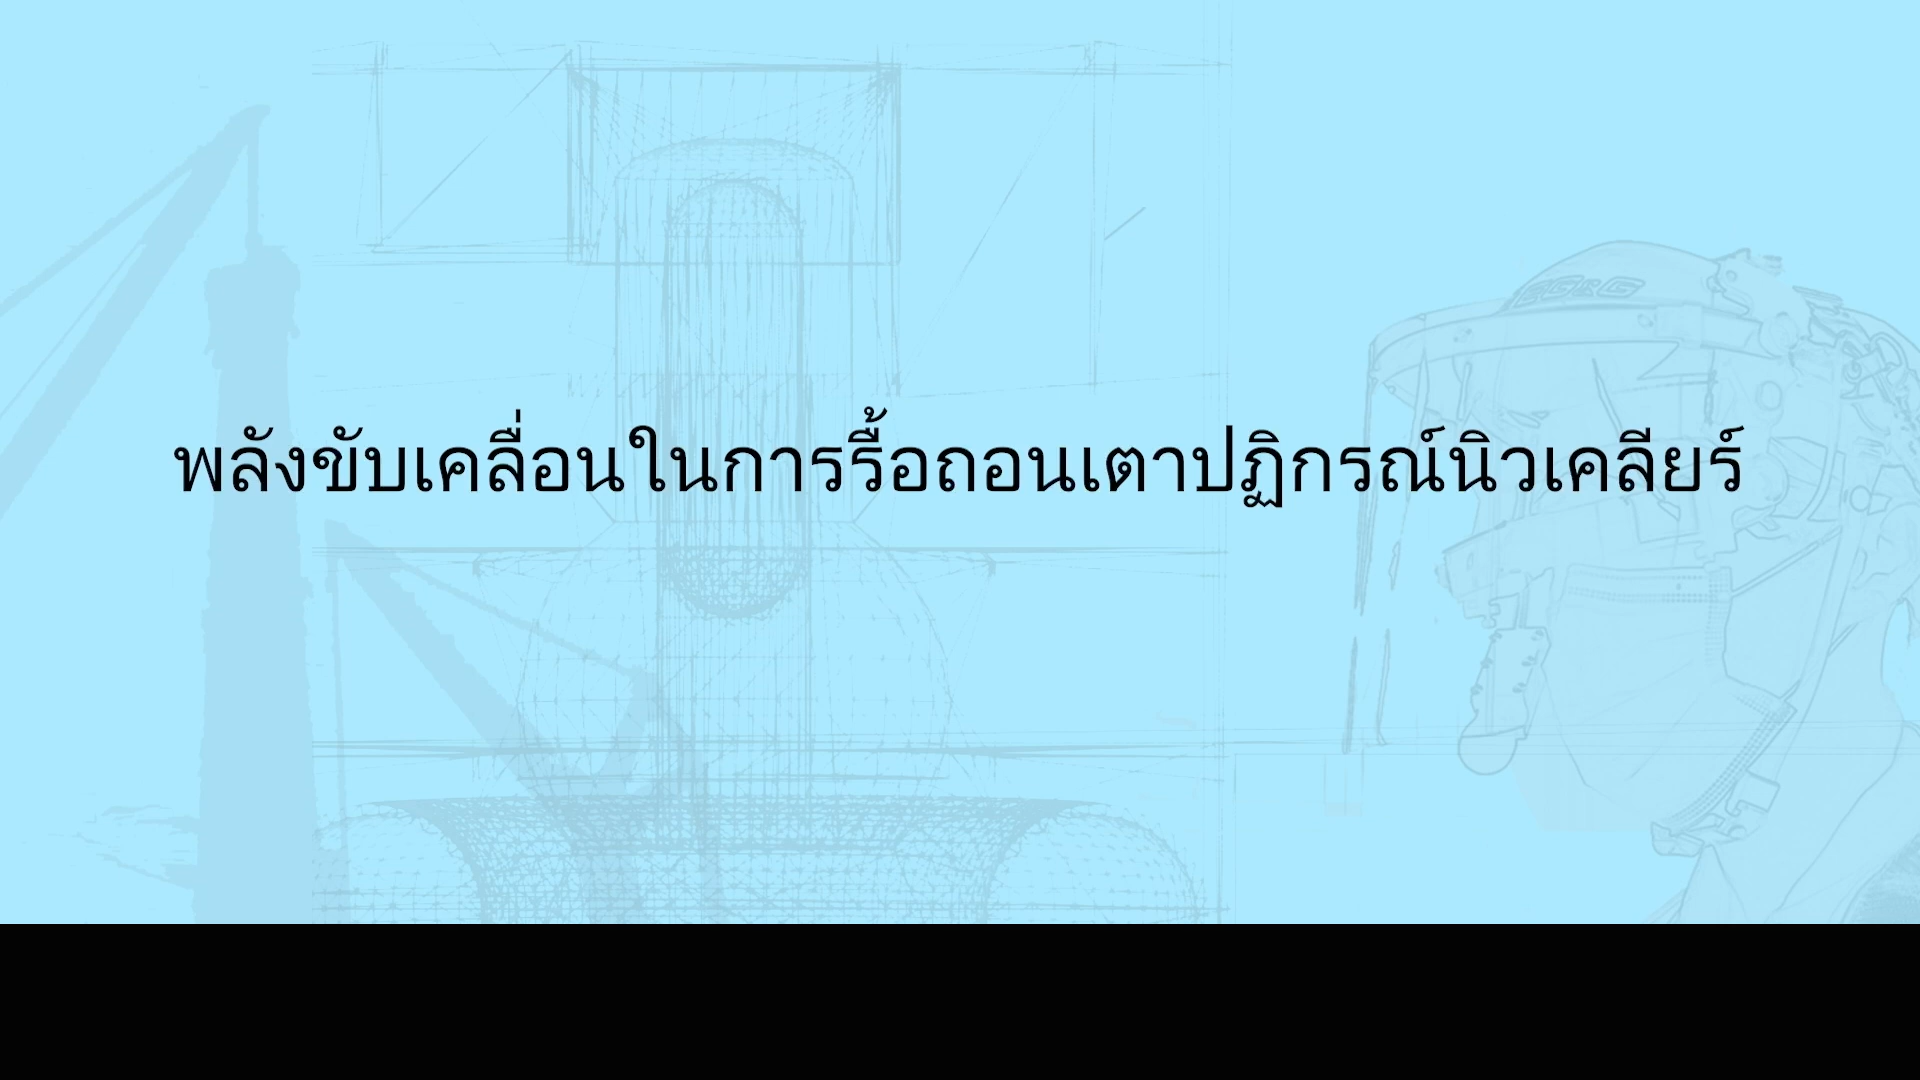 พลังขับเคลื่อนในการรื้อถอนเตาปฏิกรณ์นิวเคลียร์
EG&G